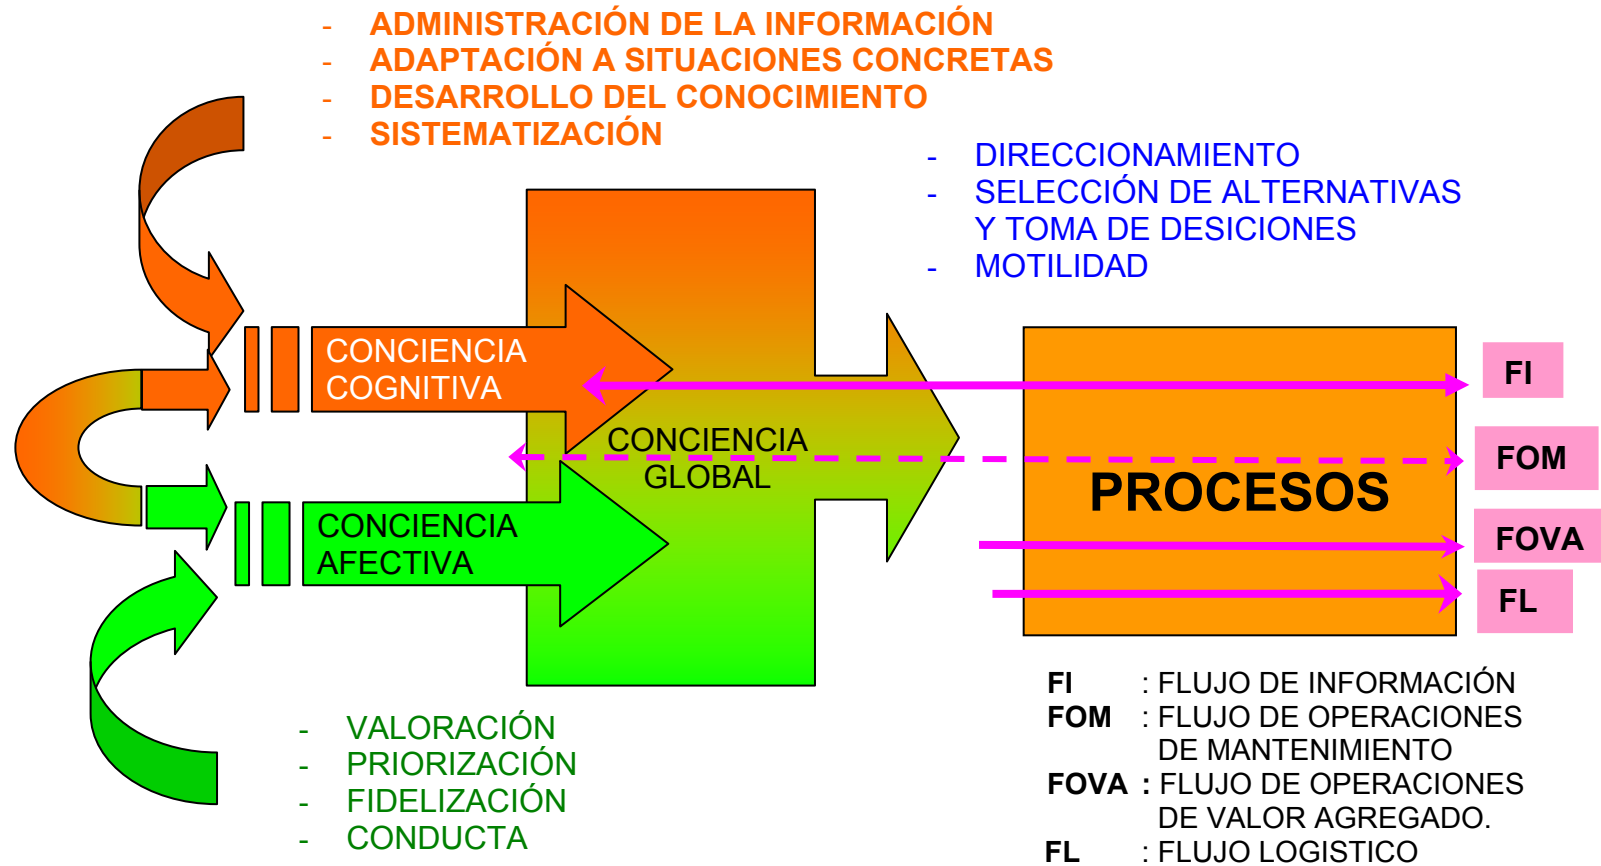 - ADMINISTRACIÓN DE LA INFORMACIÓN
- ADAPTACIÓN A SITUACIONES CONCRETAS
- DESARROLLO DEL CONOCIMIENTO
- SISTEMATIZACIÓN
- DIRECCIONAMIENTO
- SELECCIÓN DE ALTERNATIVAS
Y TOMA DE DESICIONES
- MOTILIDAD
CONCIENCIA
COGNITIVA
CONCIENCIA
GLOBAL
CONCIENCIA
AFECTIVA
PROCESOS
FI
FOM
FOVA
FL
- VALORACIÓN
- PRIORIZACIÓN
- FIDELIZACIÓN
- CONDUCTA
FI : FLUJO DE INFORMACIÓN
FOM : FLUJO DE OPERACIONES
DE MANTENIMIENTO
FOVA : FLUJO DE OPERACIONES
DE VALOR AGREGADO.
FL : FLUJO LOGISTICO